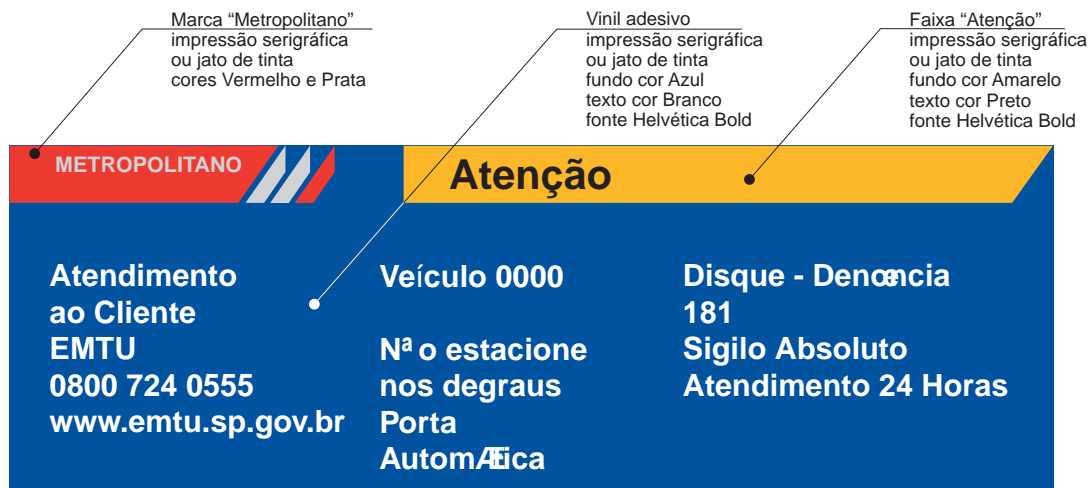 Marca “Metropolitano”
impressão serigráfica
ou jato de tinta
cores Vermelho e Prata
Vinil adesivo
impressão serigráfica
ou jato de tinta
fundo cor Azul
texto cor Branco
fonte Helvética Bold
Faixa “Atenção”
impressão serigráfica
ou jato de tinta
fundo cor Amarelo
texto cor Preto
fonte Helvética Bold
METROPOLITANO
Atenção
Atendimento
ao Cliente
EMTU
0800 724 0555
www.emtu.sp.gov.br
Veículo 0000
Nª o estacione
nos degraus
Porta
Disque -
181
Sigilo Absoluto
Atendimento 24 Horas